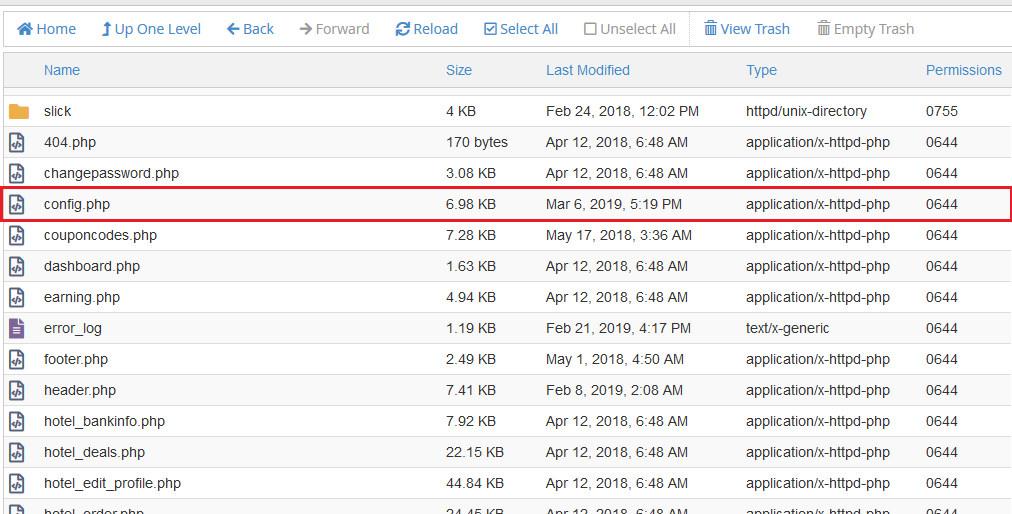 Home Up One Level Back Forward Reload Select All Unselect All View Trash Empty Trash
Name Size Last Modified Type Permissions
slick 4 KB Feb 24, 2018, 12:02 PM httpd/unix-directory 0755
404.php 170 bytes Apr 12, 2018, 6:48 AM application/x-httpd-php 0644
changepassword.php 3.08 KB Apr 12, 2018, 6:48 AM application/x-httpd-php 0644
config.php 6.98 KB Mar 6, 2019, 5:19 PM application/x-httpd-php 0644
couponcodes.php 7.28 KB May 17, 2018, 3:36 AM application/x-httpd-php 0644
dashboard.php 1.63 KB Apr 12, 2018, 6:48 AM application/x-httpd-php 0644
earning.php 4.94 KB Apr 12, 2018, 6:48 AM application/x-httpd-php 0644
error_log 1.19 KB Feb 21, 2019, 4:17 PM text/x-generic 0644
footer.php 2.49 KB May 1, 2018, 4:50 AM application/x-httpd-php 0644
header.php 7.41 KB Feb 8, 2019, 2:08 AM application/x-httpd-php 0644
hotel_bankinfo.php 7.92 KB Apr 12, 2018, 6:48 AM application/x-httpd-php 0644
hotel_deals.php 22.15 KB Apr 12, 2018, 6:48 AM application/x-httpd-php 0644
hotel_edit_profile.php 44.84 KB Apr 12, 2018, 6:48 AM application/x-httpd-php 0644
hotel_order.php 24.45 KB Apr 12, 2018, 6:48 AM application/x-httpd-php 0644